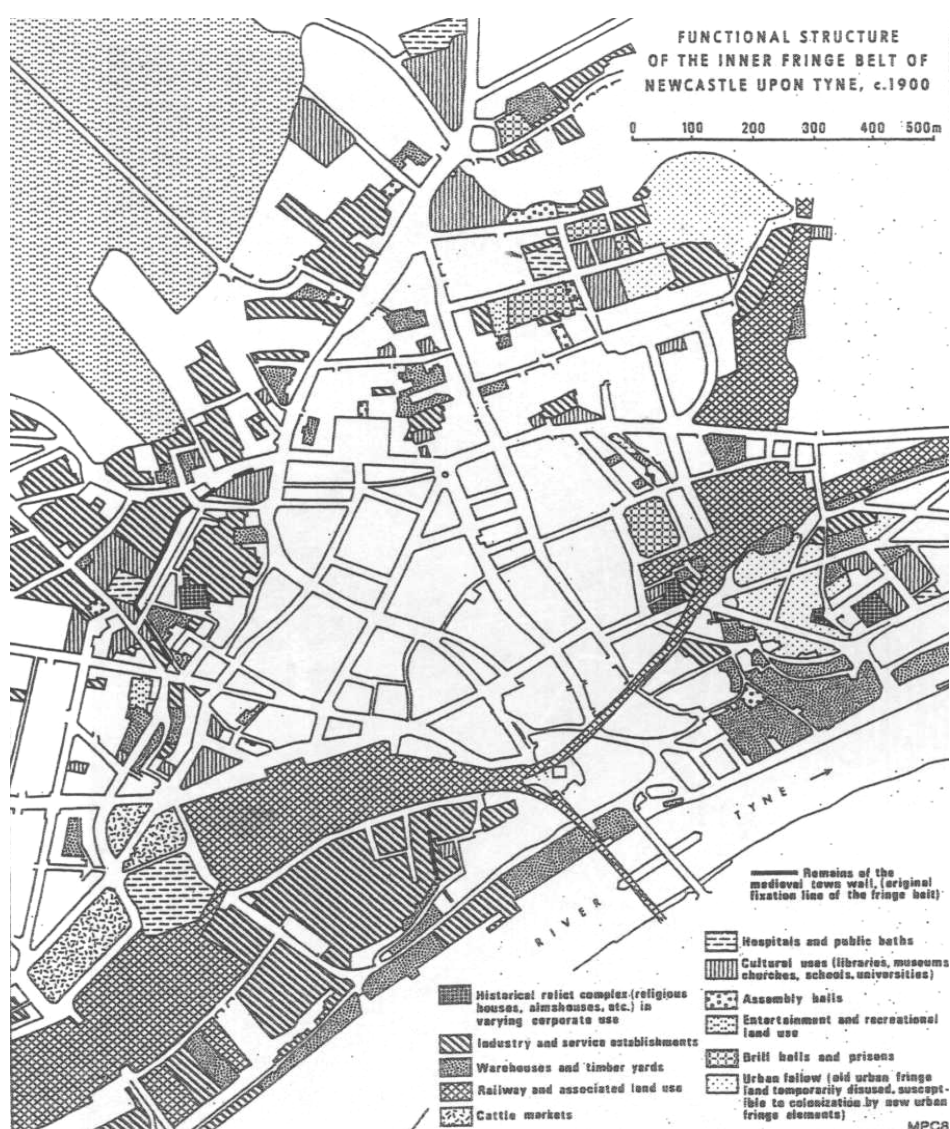 FUNCTIONAL STRUCTURE
OF THE INNER FRINGE BELT OF
NEWCASTLE UPON TYNE, c.1900
0 100 200 300 400 500m
RIVER TYNE
Remains of the
medieval town wall, (original
fixation line of the fringe belt)
Historical relict complex (religious
houses, almshouses, etc.) in
varying corporate use
Industry and service establishments
Warehouses and timber yards
Railway and associated land use
Cattle markets
Hospitals and public baths
Cultural uses (libraries, museums
churches, schools, universities)
Assembly halls
Entertainment and recreational
land use
Drill halls and prisons
Urban fallow (old urban fringe
land temporarily disused, suscept-
ible to colonization by new urban
fringe elements)